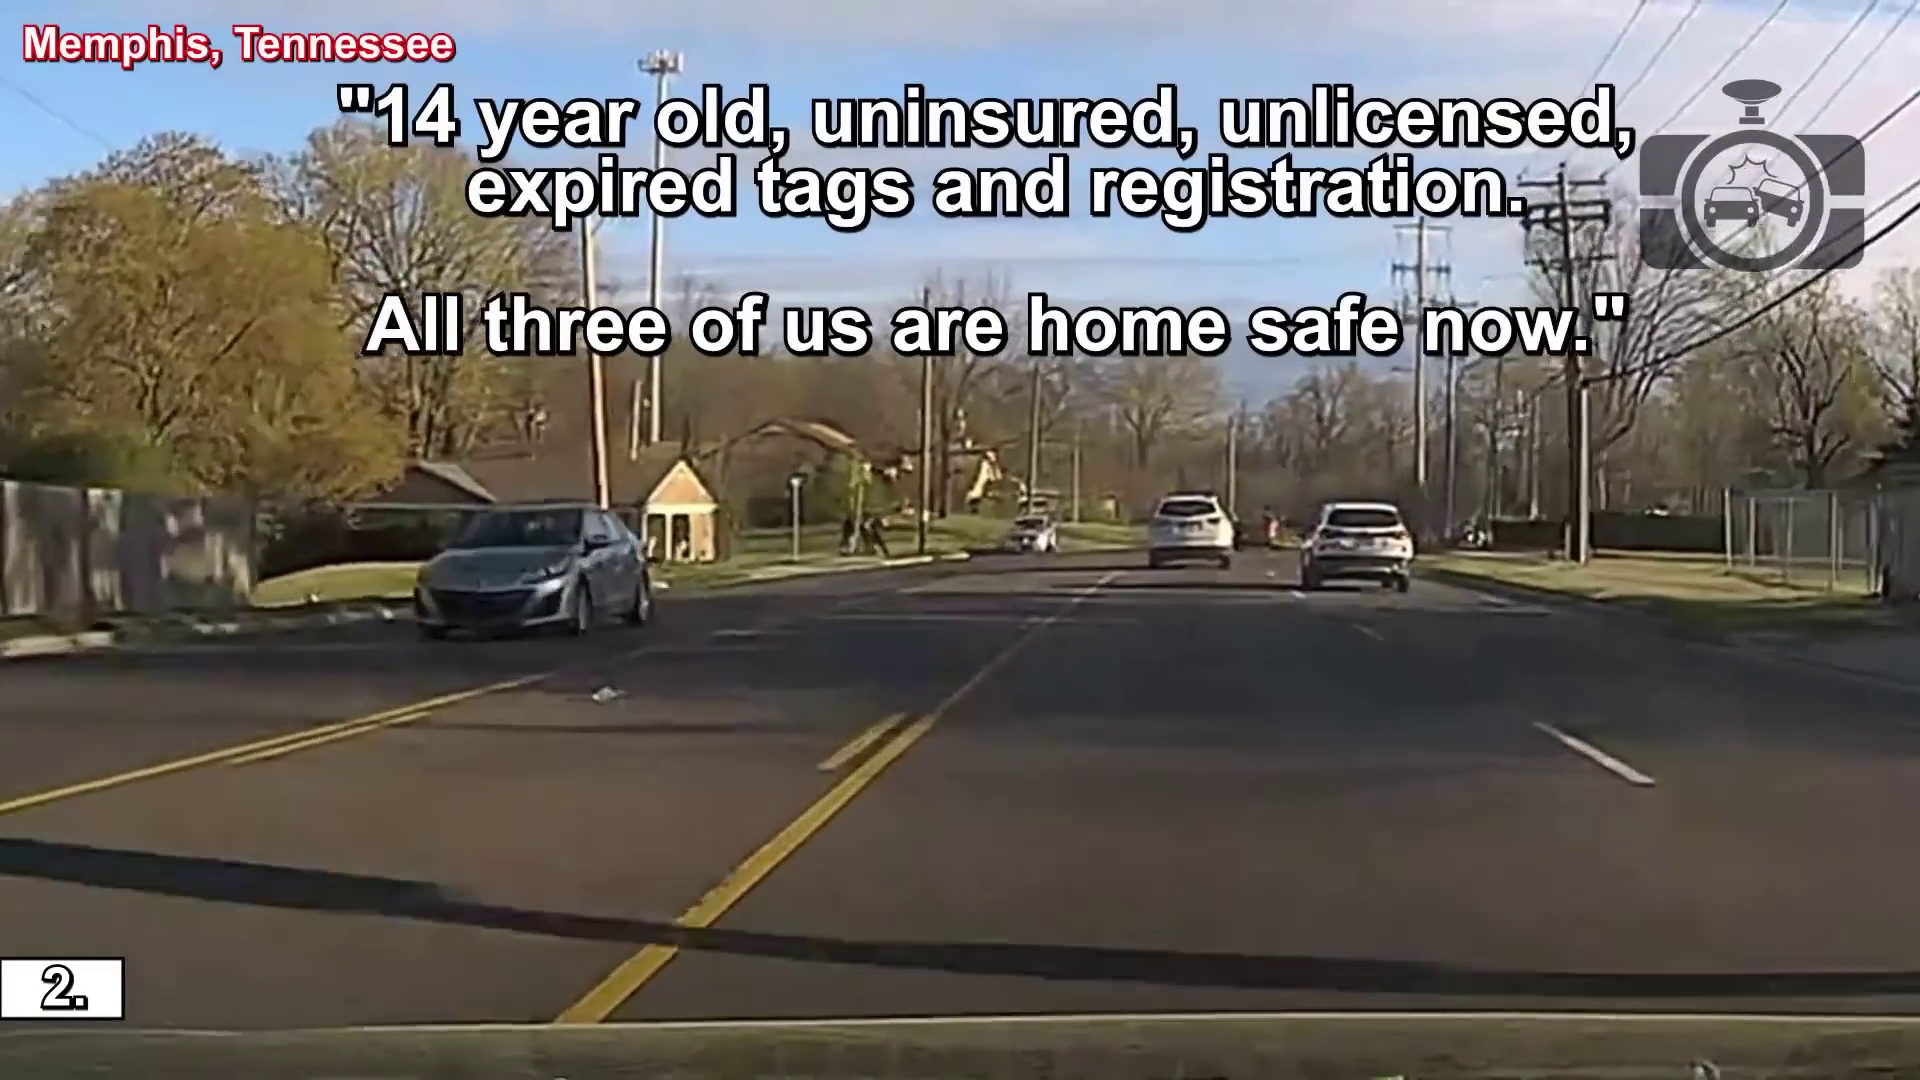 Memphis, Tennessee
"14 year old, uninsured, unlicensed,
expired tags and registration.
All three of us are home safe now."
2.